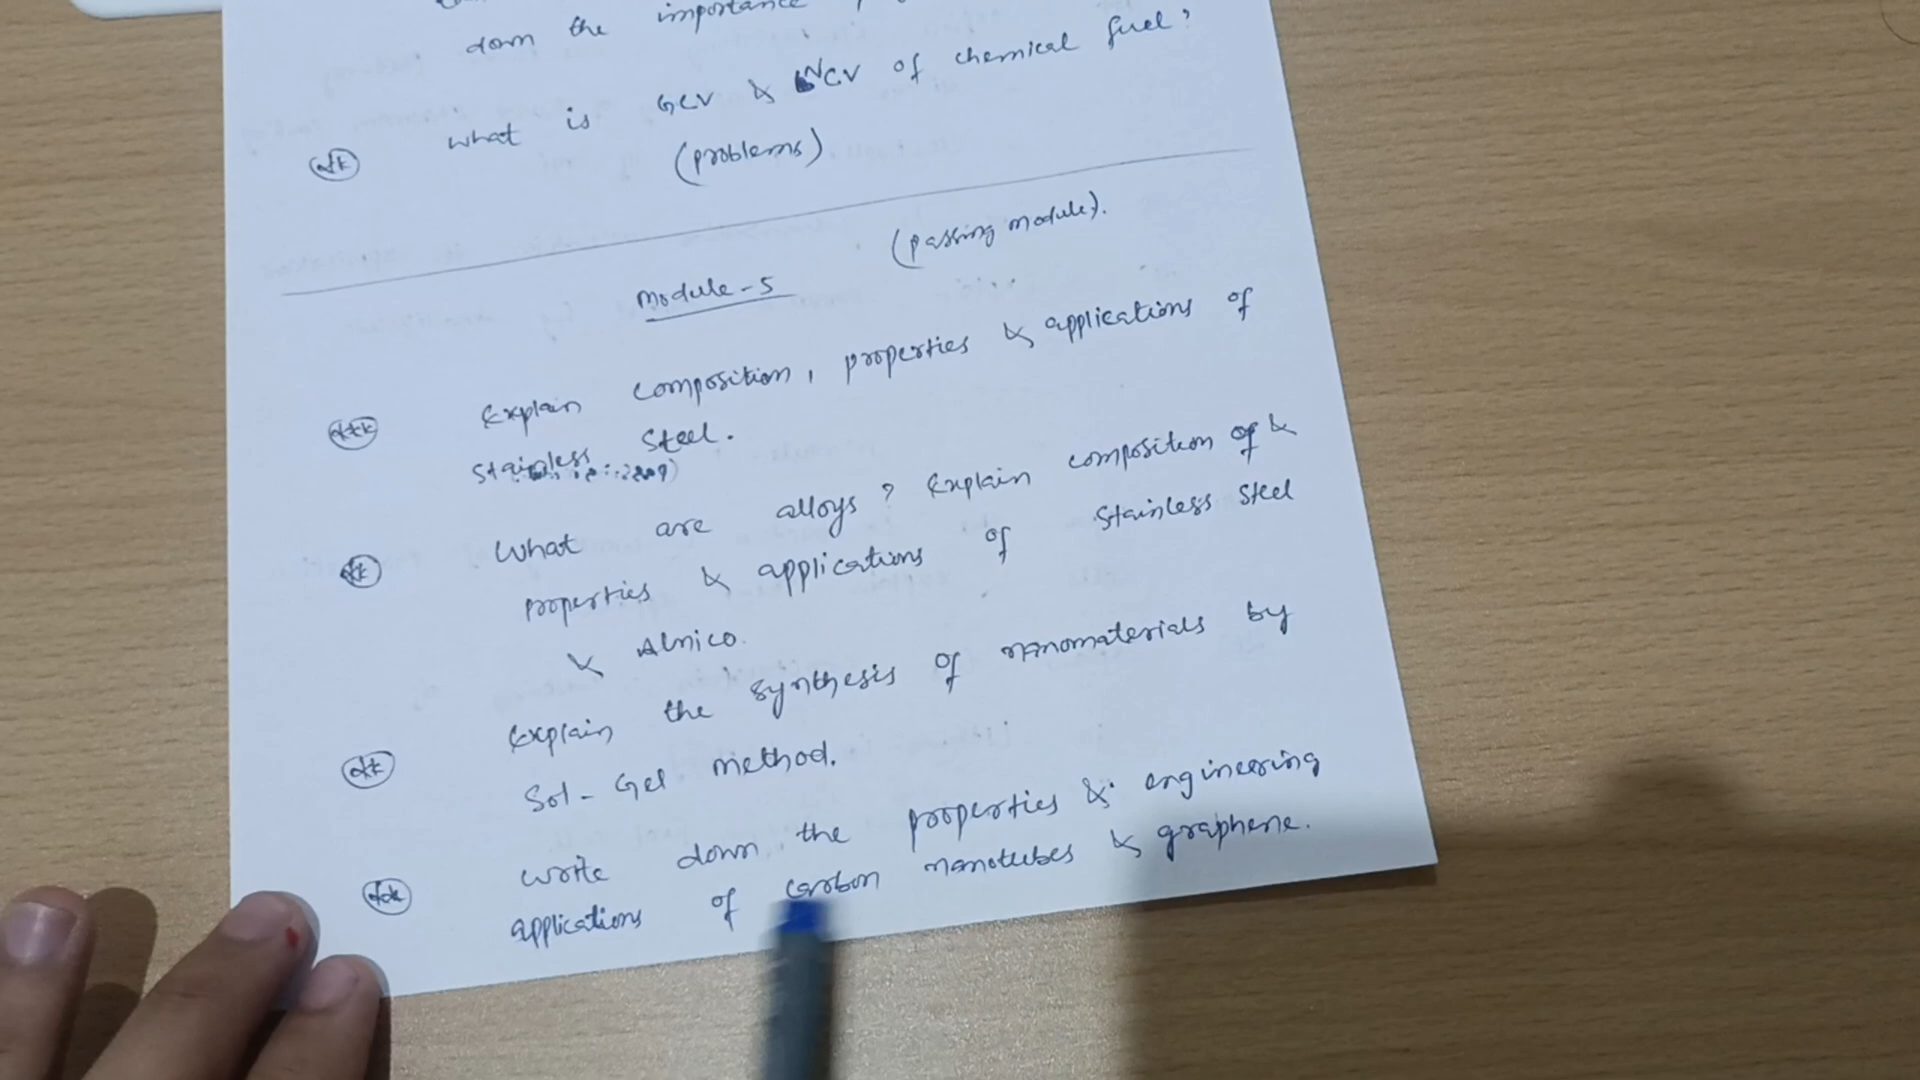 down the importance
what is GCV & NCV of chemical fuel?
(problems)
(passing module).
Module-5
Explain composition, properties & applications of
stainless steel.
What are alloys? Explain composition of &
properties & applications of stainless steel
& Alnico.
Explain the synthesis of nanomaterials by
Sol-Gel method.
write down the properties & engineering
applications of carbon nanotubes & graphene.